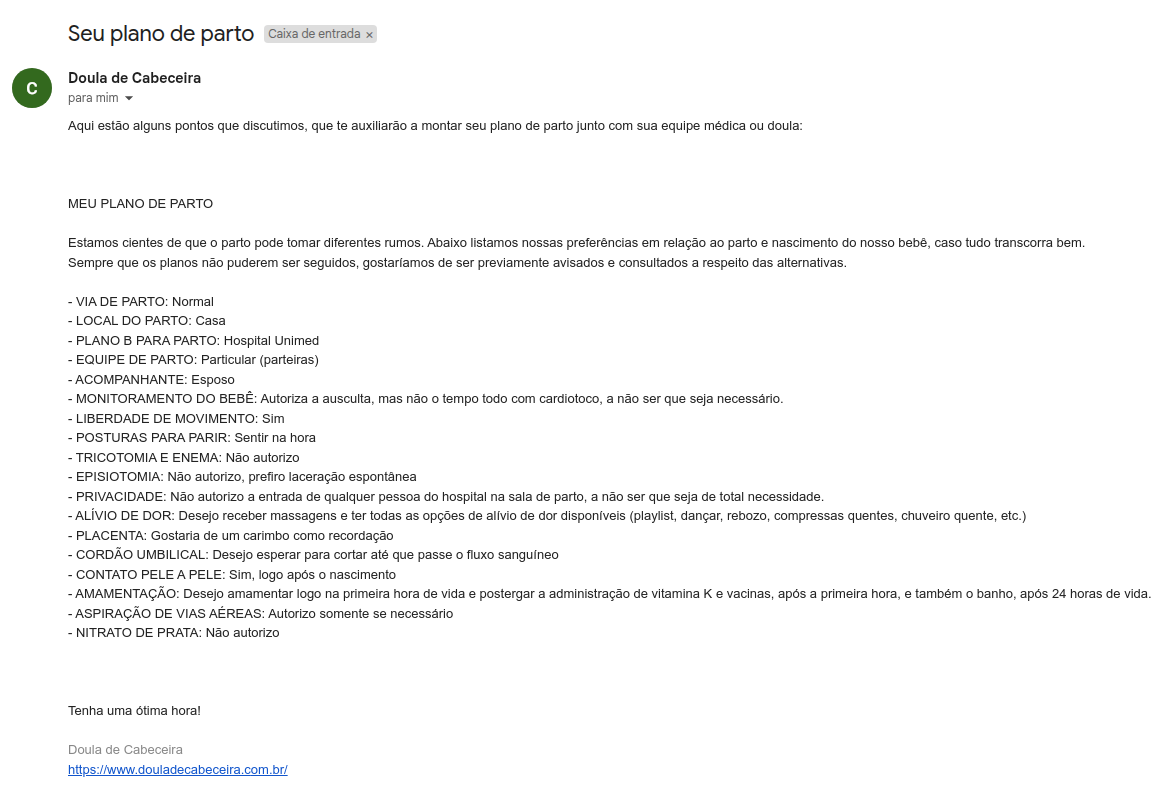 Seu plano de parto Caixa de entrada ×
C
Doula de Cabeceira
para mim
Aqui estão alguns pontos que discutimos, que te auxiliarão a montar seu plano de parto junto com sua equipe médica ou doula:
MEU PLANO DE PARTO
Estamos cientes de que o parto pode tomar diferentes rumos. Abaixo listamos nossas preferências em relação ao parto e nascimento do nosso bebê, caso tudo transcorra bem.
Sempre que os planos não puderem ser seguidos, gostaríamos de ser previamente avisados e consultados a respeito das alternativas.
- VIA DE PARTO: Normal
- LOCAL DO PARTO: Casa
- PLANO B PARA PARTO: Hospital Unimed
- EQUIPE DE PARTO: Particular (parteiras)
- ACOMPANHANTE: Esposo
- MONITORAMENTO DO BEBÊ: Autoriza a ausculta, mas não o tempo todo com cardiotoco, a não ser que seja necessário.
- LIBERDADE DE MOVIMENTO: Sim
- POSTURAS PARA PARIR: Sentir na hora
- TRICOTOMIA E ENEMA: Não autorizo
- EPISIOTOMIA: Não autorizo, prefiro laceração espontânea
- PRIVACIDADE: Não autorizo a entrada de qualquer pessoa do hospital na sala de parto, a não ser que seja de total necessidade.
- ALÍVIO DE DOR: Desejo receber massagens e ter todas as opções de alívio de dor disponíveis (playlist, dançar, rebozo, compressas quentes, chuveiro quente, etc.)
- PLACENTA: Gostaria de um carimbo como recordação
- CORDÃO UMBILICAL: Desejo esperar para cortar até que passe o fluxo sanguíneo
- CONTATO PELE A PELE: Sim, logo após o nascimento
- AMAMENTAÇÃO: Desejo amamentar logo na primeira hora de vida e postergar a administração de vitamina K e vacinas, após a primeira hora, e também o banho, após 24 horas de vida.
- ASPIRAÇÃO DE VIAS AÉREAS: Autorizo somente se necessário
- NITRATO DE PRATA: Não autorizo
Tenha uma ótima hora!
Doula de Cabeceira
https://www.douladecabeceira.com.br/